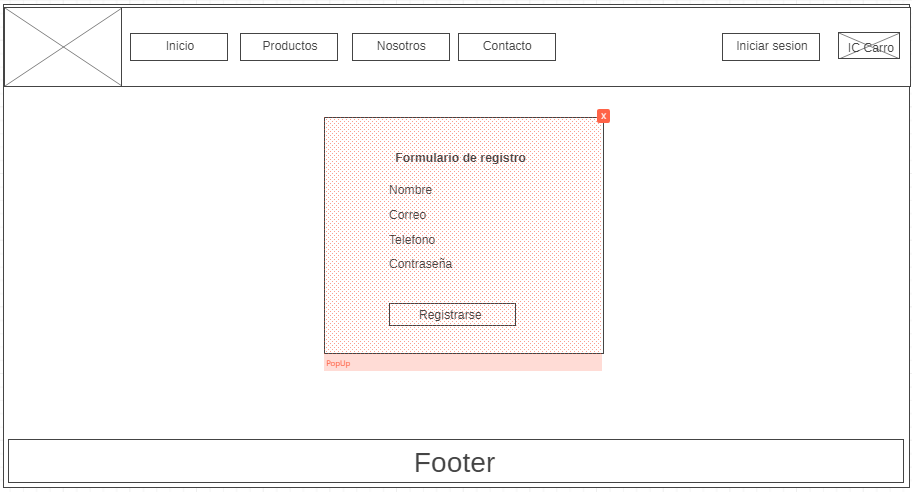 Inicio
Productos
Nosotros
Contacto
Iniciar sesion
IC Carro
x
Formulario de registro
Nombre
Correo
Telefono
Contraseña
Registrarse
PopUp
Footer